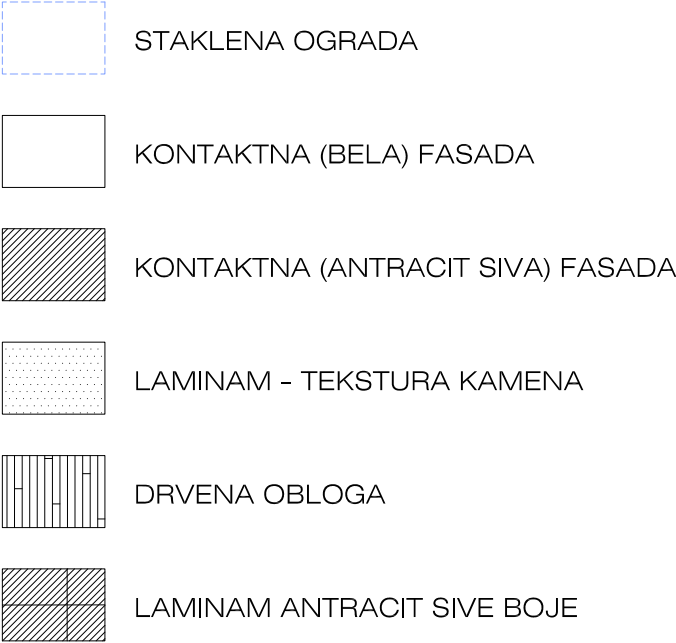 STAKLENA OGRADA
KONTAKTNA (BELA) FASADA
KONTAKTNA (ANTRACIT SIVA) FASADA
LAMINAM - TEKSTURA KAMENA
DRVENA OBLOGA
LAMINAM ANTRACIT SIVE BOJE